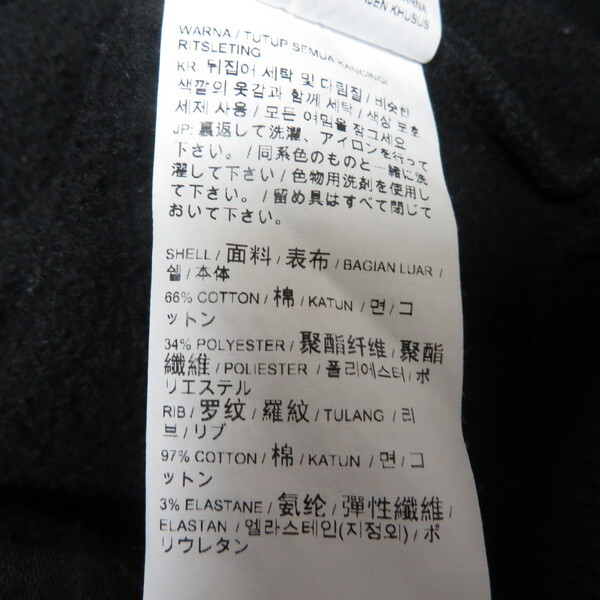 KHUSUS
WARNA / TUTUP SEMUA KANCING/
RITSLETING
KR 뒤집어 세탁 및 다림질 / 비슷한
색깔의 옷감과 함께 세탁 / 색상 보호
세제 사용 / 모든 여밈을 잠그세요
JP: 裏返して洗濯、アイロンを行って
下さい。 / 同系色のものと一緒に洗
濯して下さい / 色物用洗剤を使用し
て下さい。 / 留め具はすべて閉じて
おいて下さい。
SHELL / 面料 / 表布 / BAGIAN LUAR /
쉘 / 本体
66% COTTON / 棉 / KATUN / 면 / コ
ットン
34% POLYESTER / 聚酯纤维 / 聚酯
纖維 / POLIESTER / 폴리에스터 / ポ
リエステル
RIB / 罗纹 / 羅紋 / TULANG / 리
브 / リブ
97% COTTON / 棉 / KATUN / 면 / コ
ットン
3% ELASTANE / 氨纶 / 彈性纖維 /
ELASTAN / 엘라스테인(지정외) / ポ
リウレタン